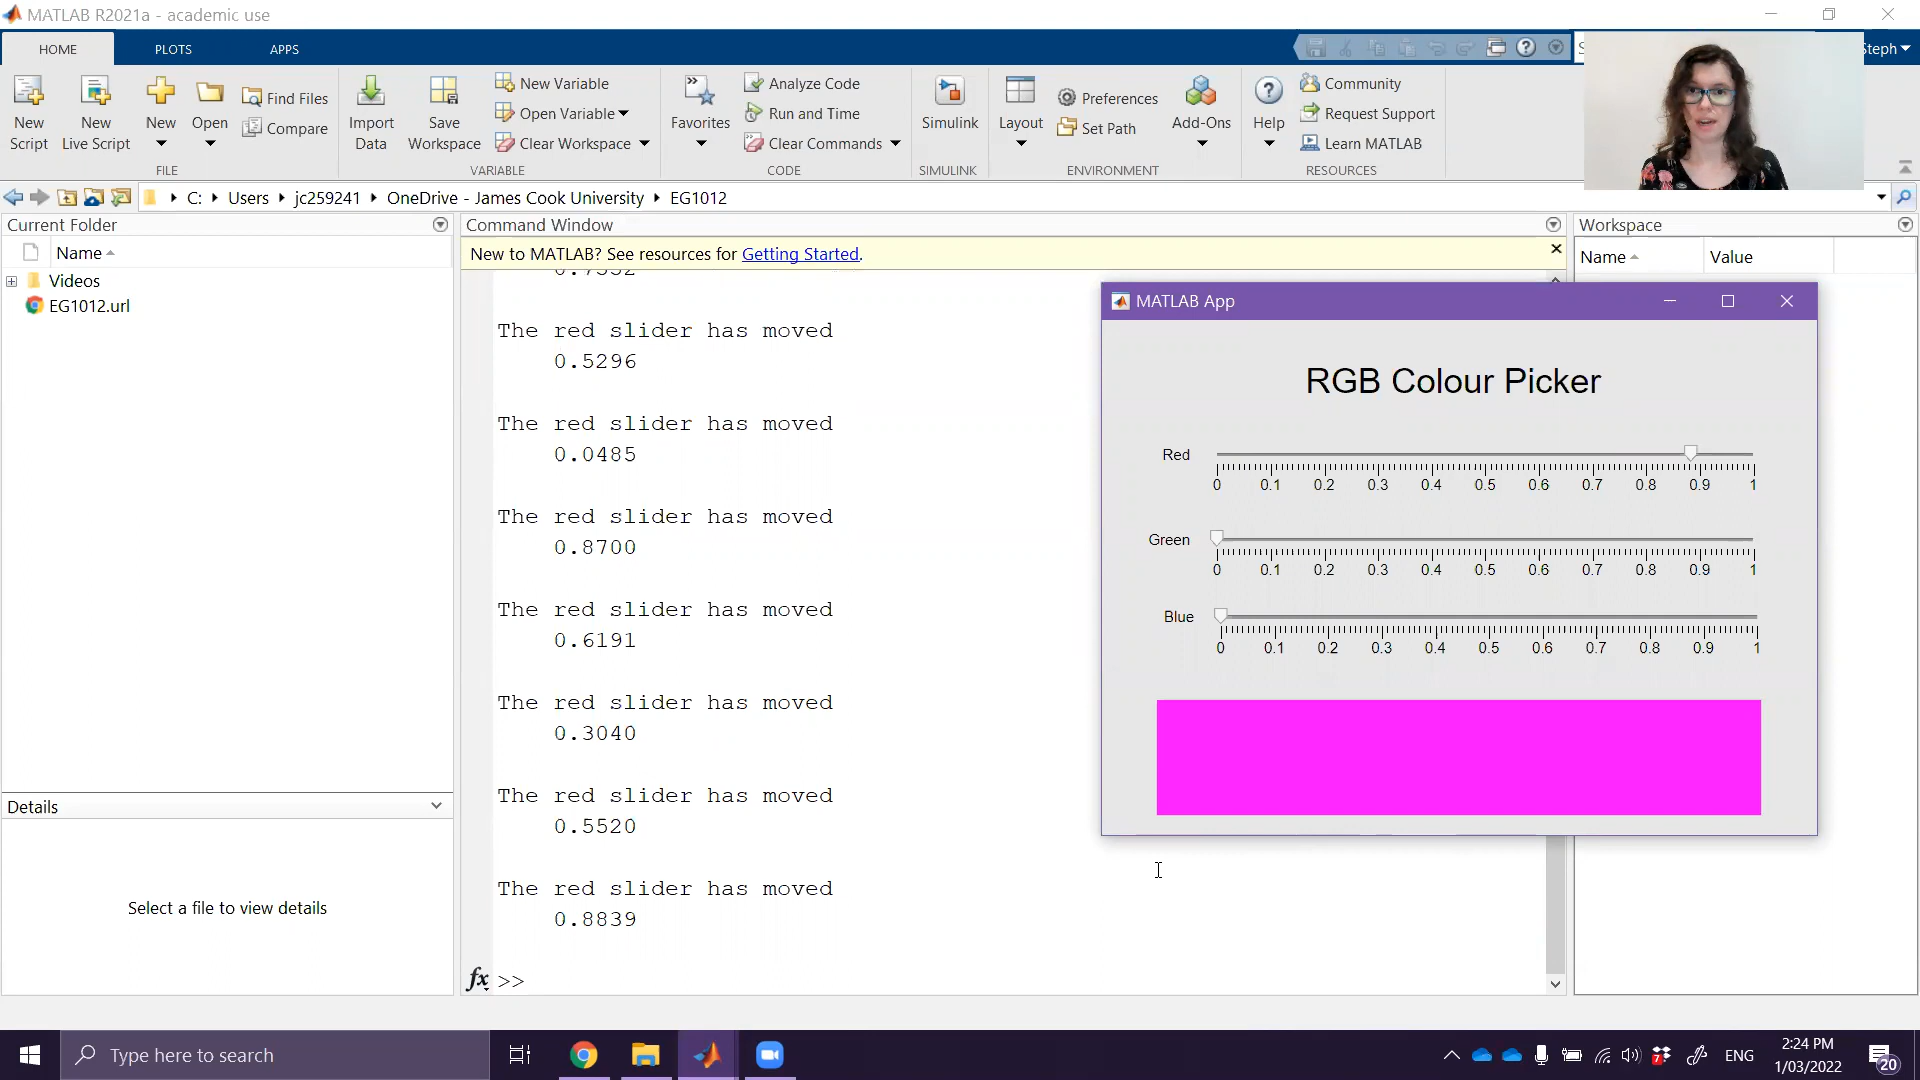 MATLAB R2021a - academic use
HOME PLOTS APPS
Steph
New Script
New Live Script
New
Open
Find Files
Compare
FILE
Import Data
Save Workspace
New Variable
Open Variable
Clear Workspace
VARIABLE
Favorites
Analyze Code
Run and Time
Clear Commands
CODE
Simulink
SIMULINK
Layout
Preferences
Set Path
Add-Ons
ENVIRONMENT
Help
Community
Request Support
Learn MATLAB
RESOURCES
C: Users jc259241 OneDrive - James Cook University EG1012
Current Folder
Name
Videos
EG1012.url
Details
Select a file to view details
Command Window
New to MATLAB? See resources for Getting Started.
The red slider has moved
0.5296
The red slider has moved
0.0485
The red slider has moved
0.8700
The red slider has moved
0.6191
The red slider has moved
0.3040
The red slider has moved
0.5520
The red slider has moved
0.8839
fx >>
Workspace
Name Value
MATLAB App
RGB Colour Picker
Red
0 0.1 0.2 0.3 0.4 0.5 0.6 0.7 0.8 0.9 1
Green
0 0.1 0.2 0.3 0.4 0.5 0.6 0.7 0.8 0.9 1
Blue
0 0.1 0.2 0.3 0.4 0.5 0.6 0.7 0.8 0.9 1
Type here to search
ENG
2:24 PM
1/03/2022
20